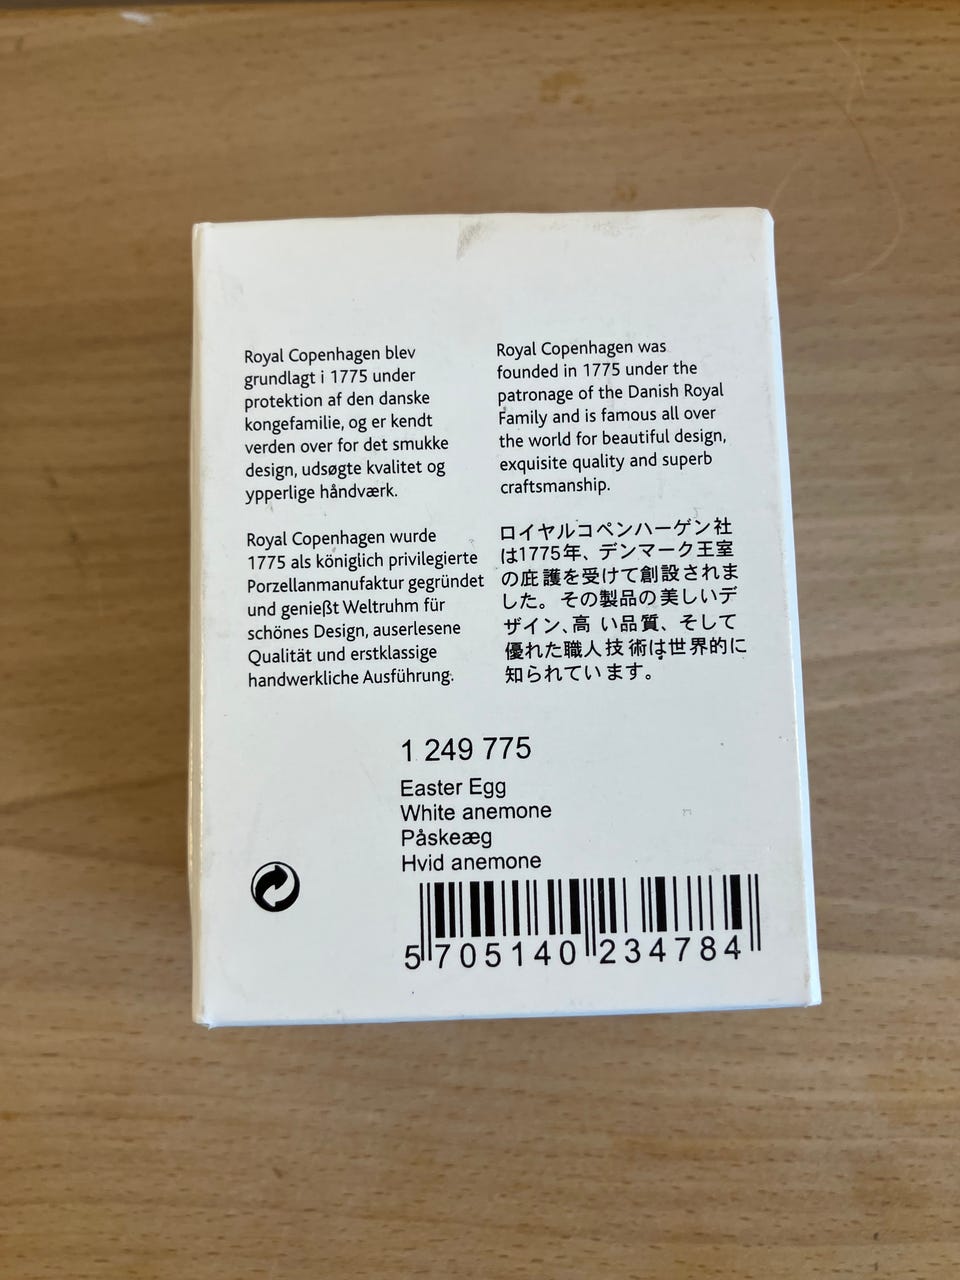 Royal Copenhagen blev
grundlagt i 1775 under
protektion af den danske
kongefamilie, og er kendt
verden over for det smukke
design, udsøgte kvalitet og
ypperlige håndværk.
Royal Copenhagen was
founded in 1775 under the
patronage of the Danish Royal
Family and is famous all over
the world for beautiful design,
exquisite quality and superb
craftsmanship.
Royal Copenhagen wurde
1775 als königlich privilegierte
Porzellanmanufaktur gegründet
und genießt Weltruhm für
schönes Design, auserlesene
Qualität und erstklassige
handwerkliche Ausführung.
ロイヤルコペンハーゲン社
は1775年、デンマーク王室
の庇護を受けて創設されま
した。その製品の美しいデ
ザイン、高い品質、そして
優れた職人技術は世界的に
知られています。
1 249 775
Easter Egg
White anemone
Påskeæg
Hvid anemone
5 705140 234784